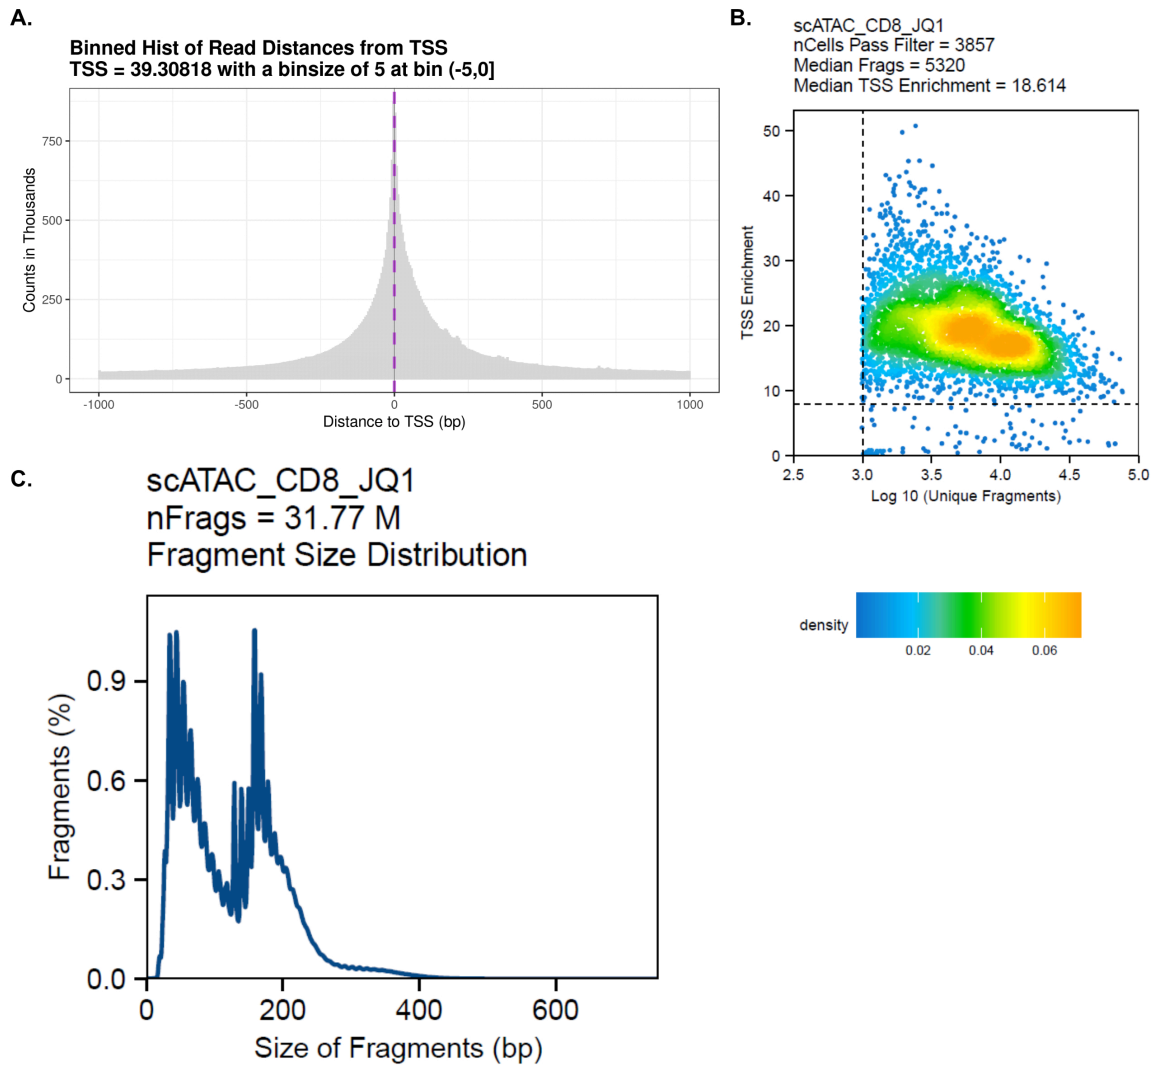 A.
Binned Hist of Read Distances from TSS
TSS = 39.30818 with a binsize of 5 at bin (-5,0]
Counts in Thousands
750
500
250
0
-1000
-500
0
500
1000
Distance to TSS (bp)
B.
scATAC_CD8_JQ1
nCells Pass Filter = 3857
Median Frags = 5320
Median TSS Enrichment = 18.614
TSS Enrichment
50
40
30
20
10
0
2.5
3.0
3.5
4.0
4.5
5.0
Log 10 (Unique Fragments)
density
0.02
0.04
0.06
C.
scATAC_CD8_JQ1
nFrags = 31.77 M
Fragment Size Distribution
Fragments (%)
0.9
0.6
0.3
0.0
0
200
400
600
Size of Fragments (bp)